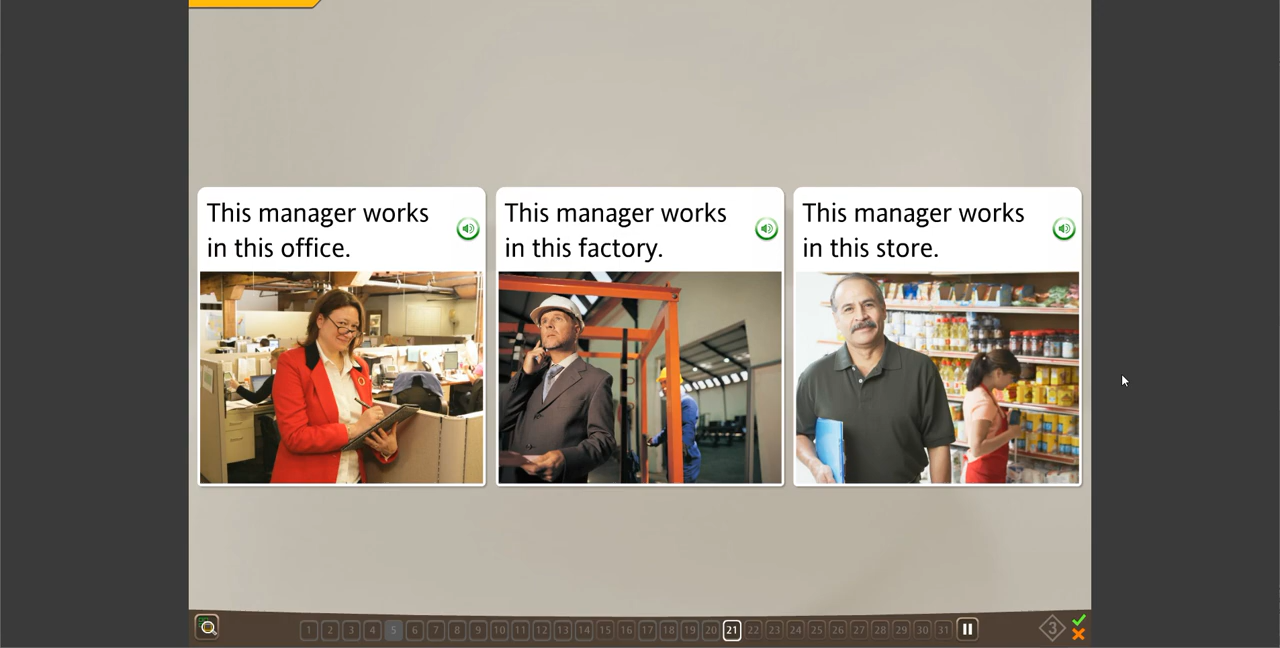 This manager works
in this office.
This manager works
in this factory.
This manager works
in this store.
1 2 3 4 5 6 7 8 9 10 11 12 13 14 15 16 17 18 19 20 21 22 23 24 25 26 27 28 29 30 31
3